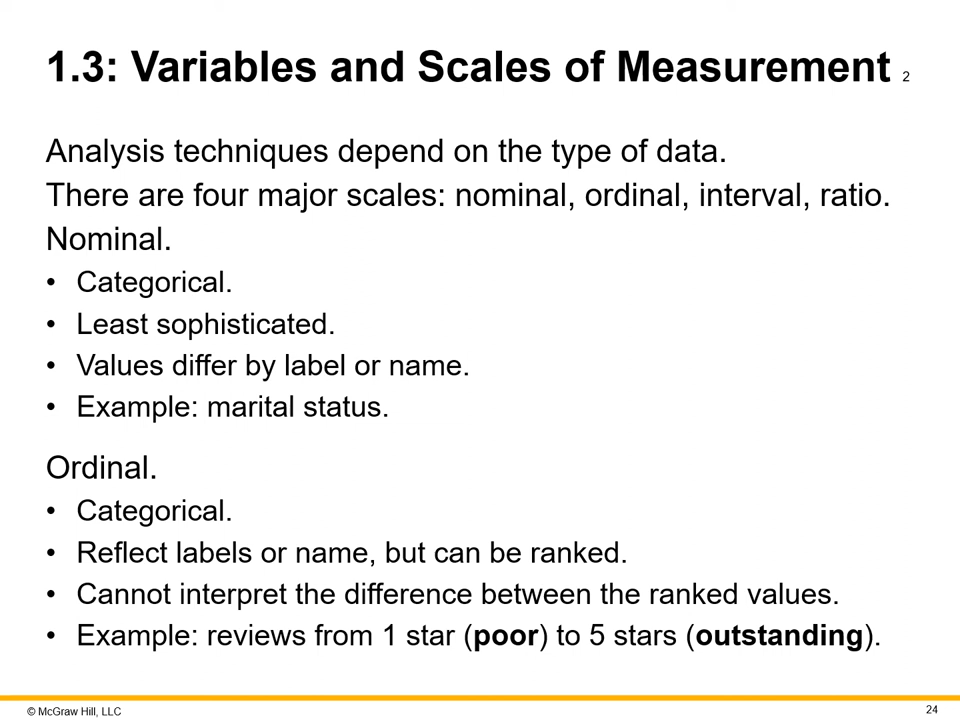 1.3: Variables and Scales of Measurement 2
Analysis techniques depend on the type of data.
There are four major scales: nominal, ordinal, interval, ratio.
Nominal.
• Categorical.
• Least sophisticated.
• Values differ by label or name.
• Example: marital status.
Ordinal.
• Categorical.
• Reflect labels or name, but can be ranked.
• Cannot interpret the difference between the ranked values.
• Example: reviews from 1 star (poor) to 5 stars (outstanding).
© McGraw Hill, LLC
24